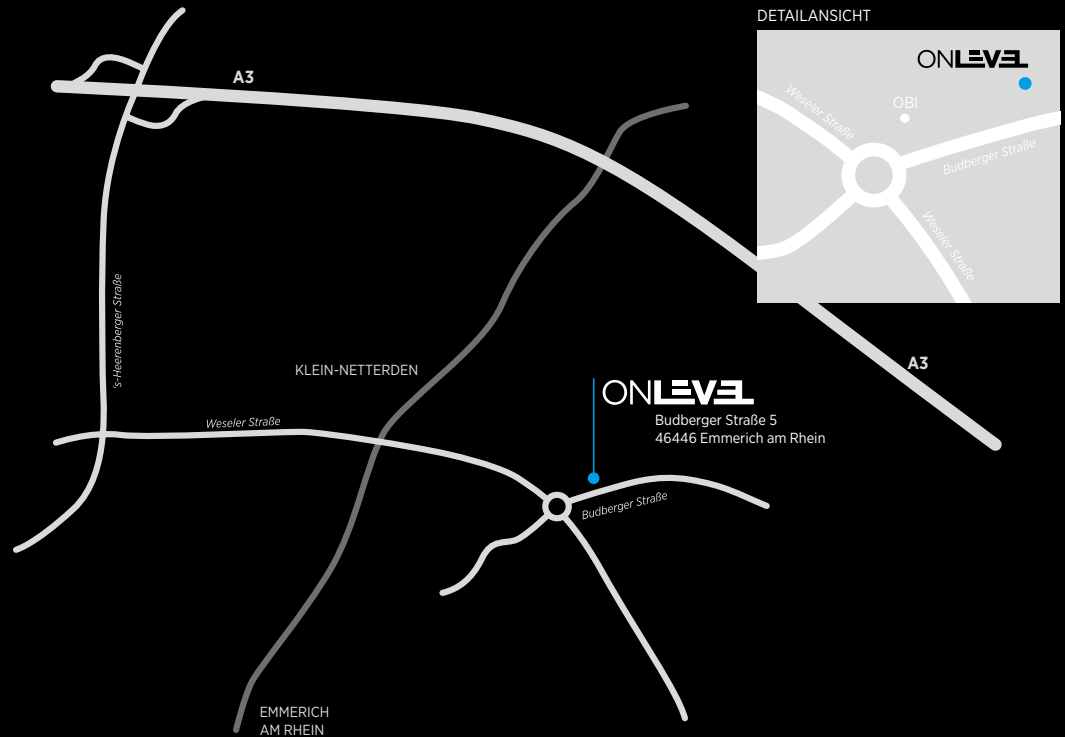 DETAILANSICHT
ONLEVEL
OBI
Weseler Straße
Budberger Straße
Weseler Straße
A3
's-Heerenberger Straße
A3
KLEIN-NETTERDEN
ONLEVEL
Budberger Straße 5
46446 Emmerich am Rhein
Weseler Straße
Budberger Straße
EMMERICH
AM RHEIN